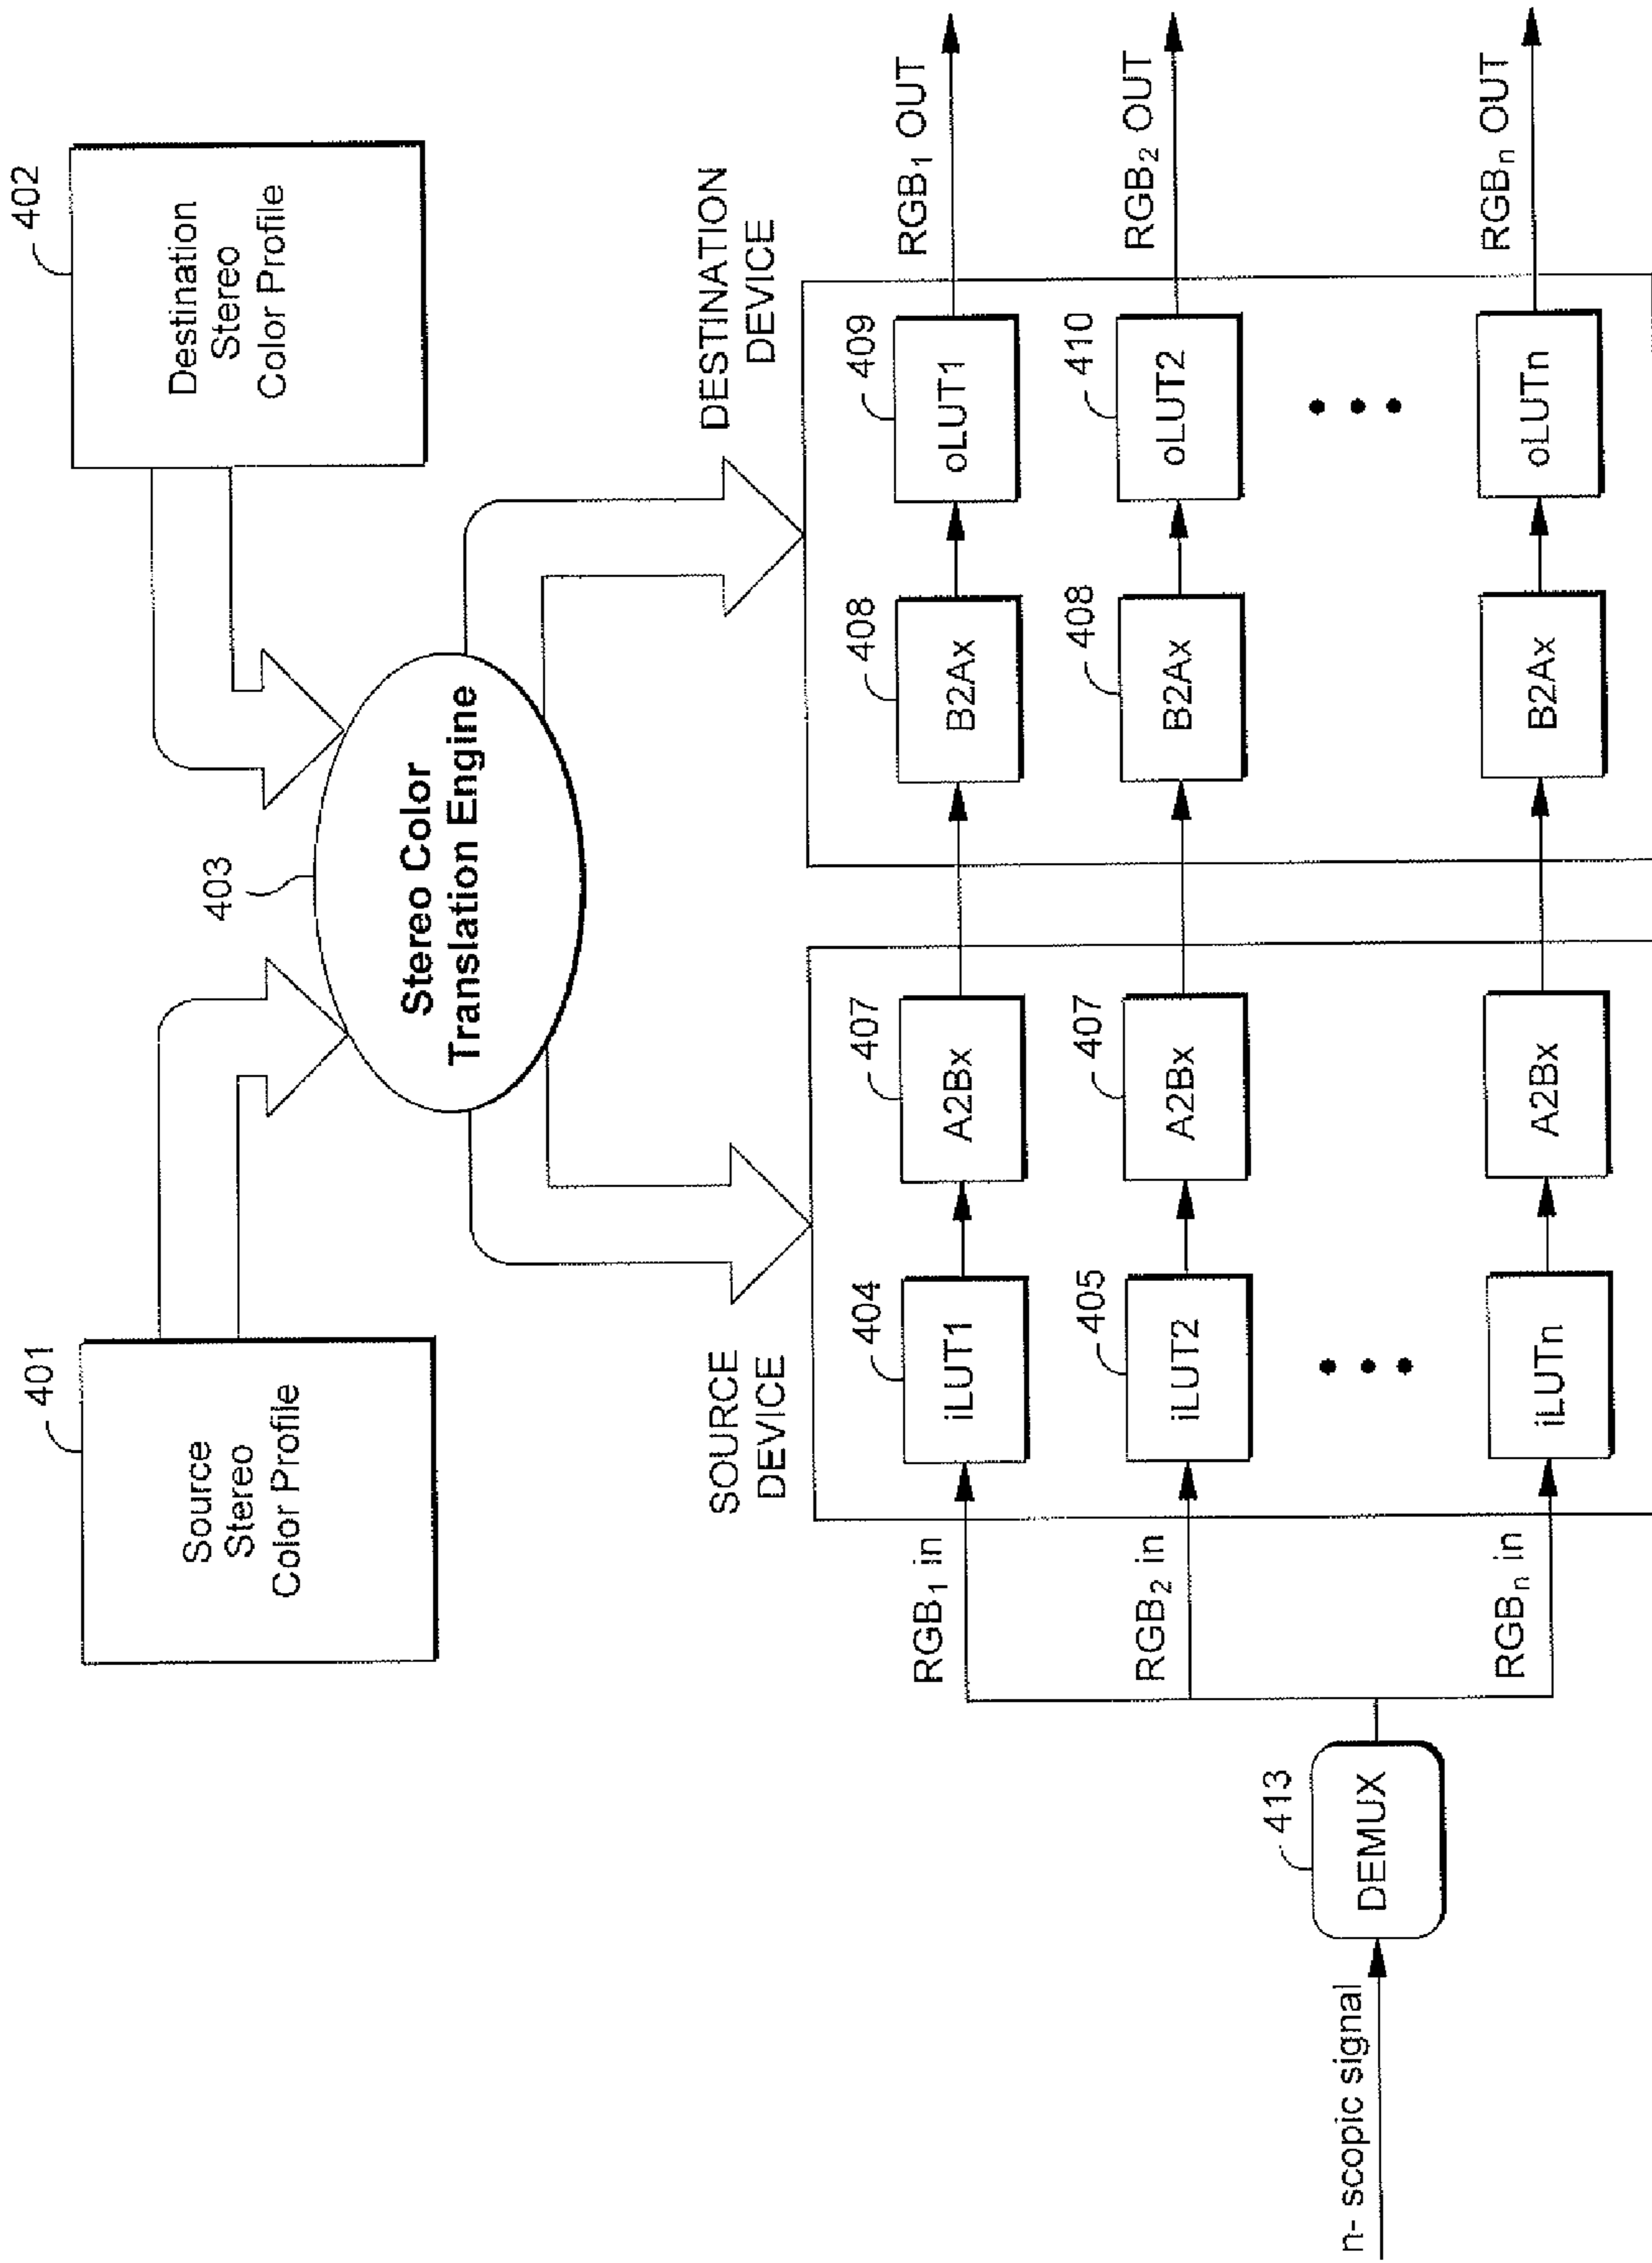 401
Source
Stereo
Color Profile
402
Destination
Stereo
Color Profile
403
Stereo Color
Translation Engine
SOURCE
DEVICE
DESTINATION
DEVICE
n- scopic signal
413
DEMUX
RGB1 in
404
iLUT1
407
A2Bx
408
B2Ax
409
oLUT1
RGB1 OUT
RGB2 in
405
iLUT2
407
A2Bx
408
B2Ax
410
oLUT2
RGB2 OUT
RGBn in
iLUTn
A2Bx
B2Ax
oLUTn
RGBn OUT